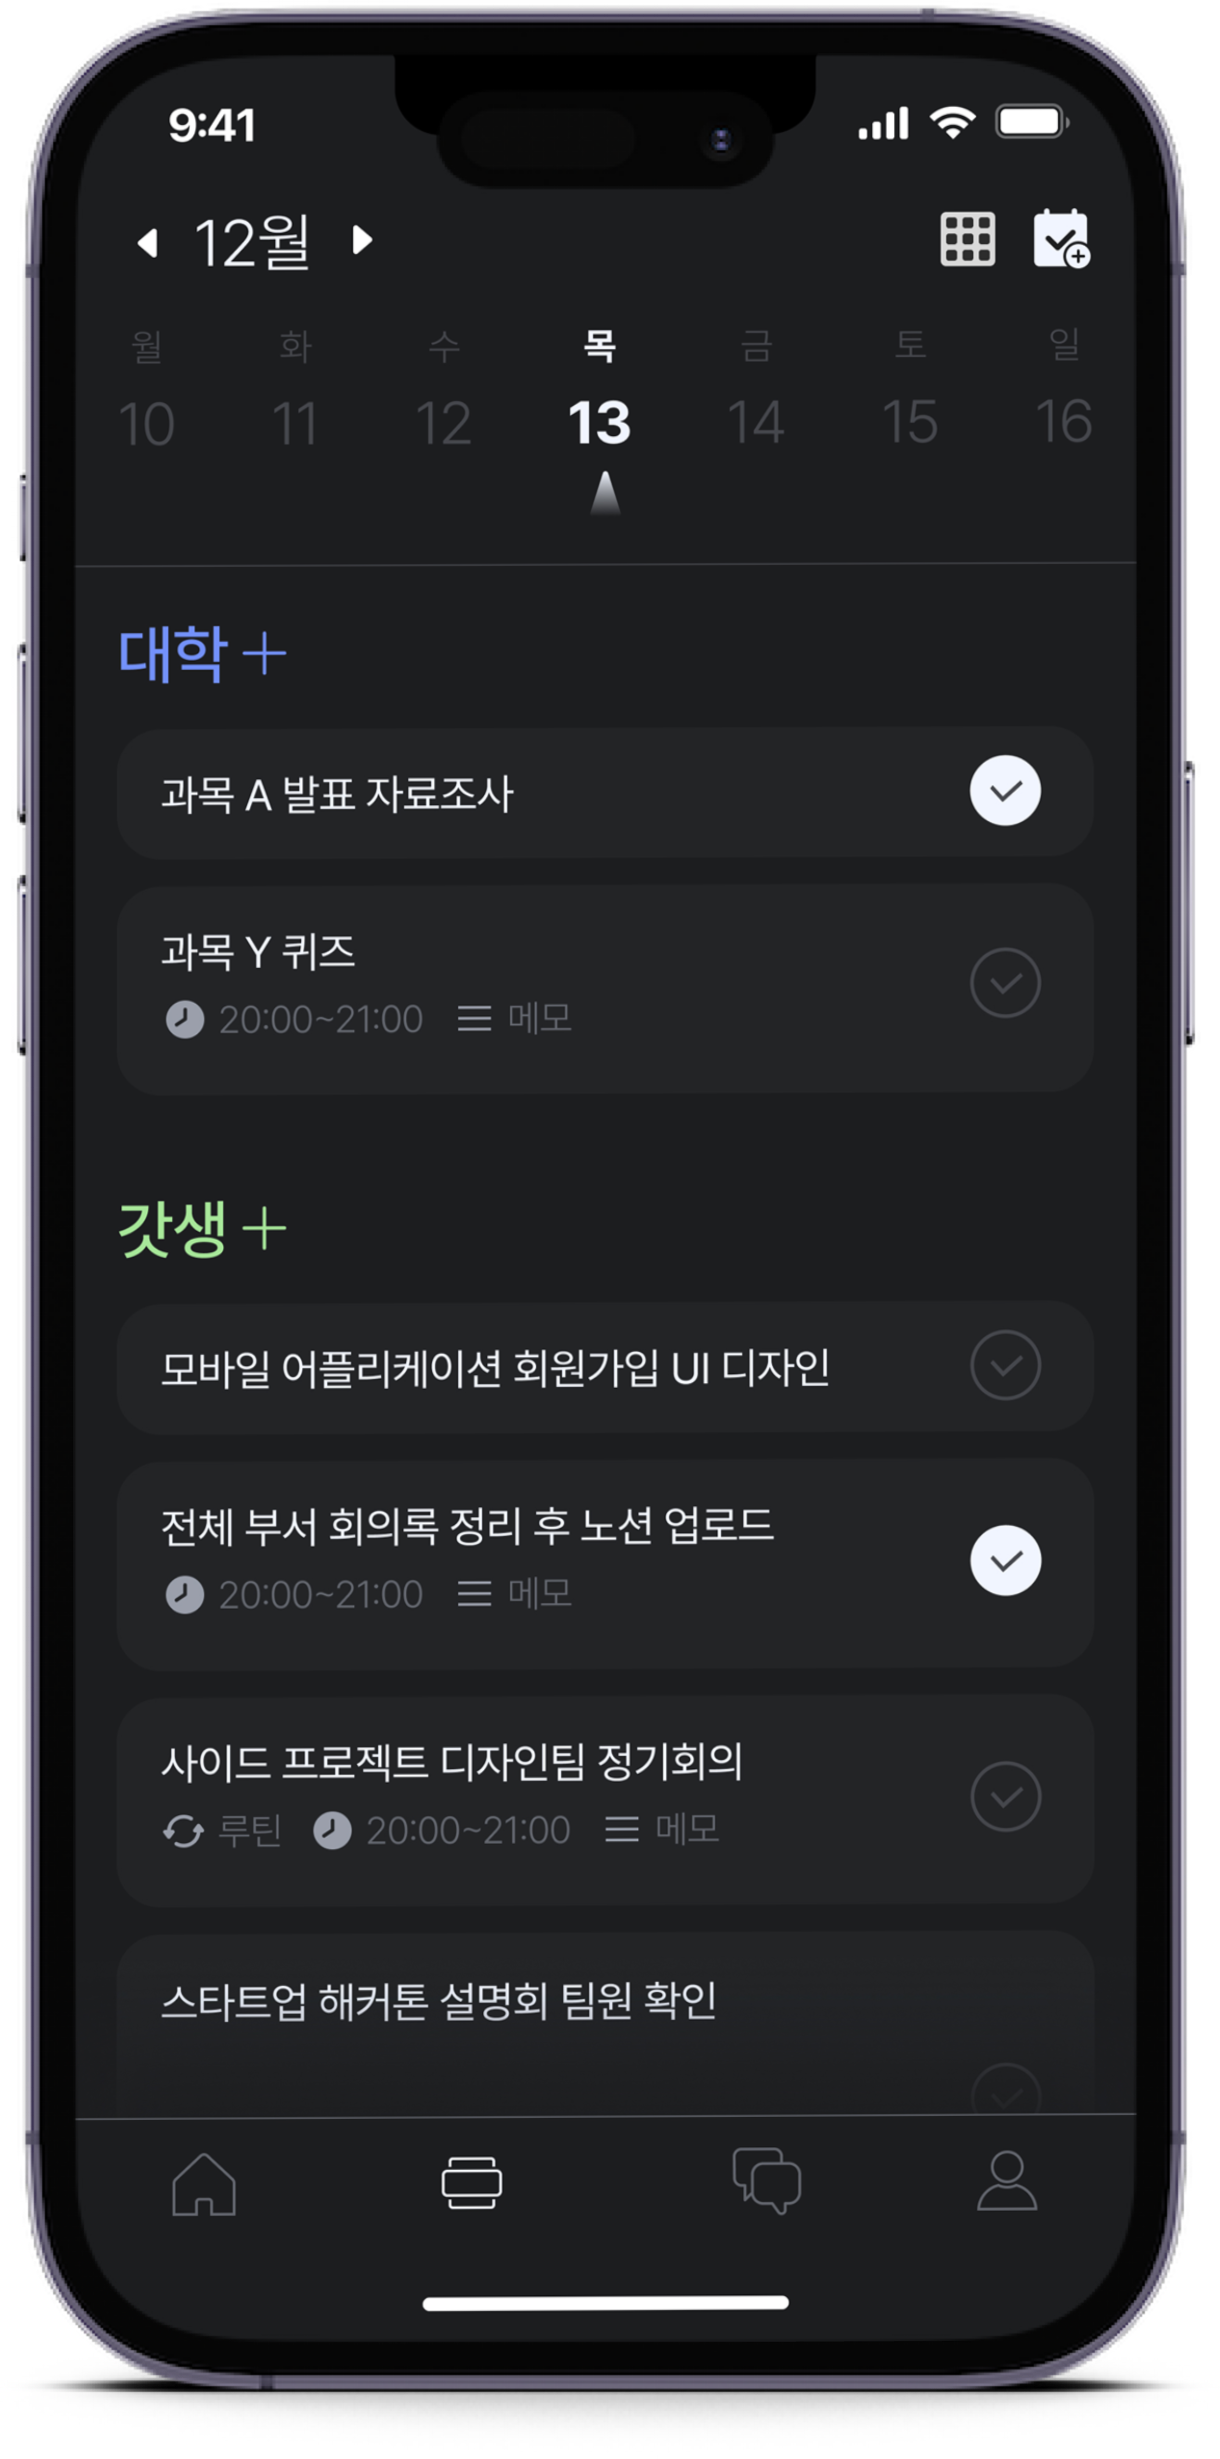 9:41
12월
월 화 수 목 금 토 일
10 11 12 13 14 15 16
대학 +
과목 A 발표 자료조사
과목 Y 퀴즈
20:00~21:00 메모
갓생 +
모바일 어플리케이션 회원가입 UI 디자인
전체 부서 회의록 정리 후 노션 업로드
20:00~21:00 메모
사이드 프로젝트 디자인팀 정기회의
루틴 20:00~21:00 메모
스타트업 해커톤 설명회 팀원 확인